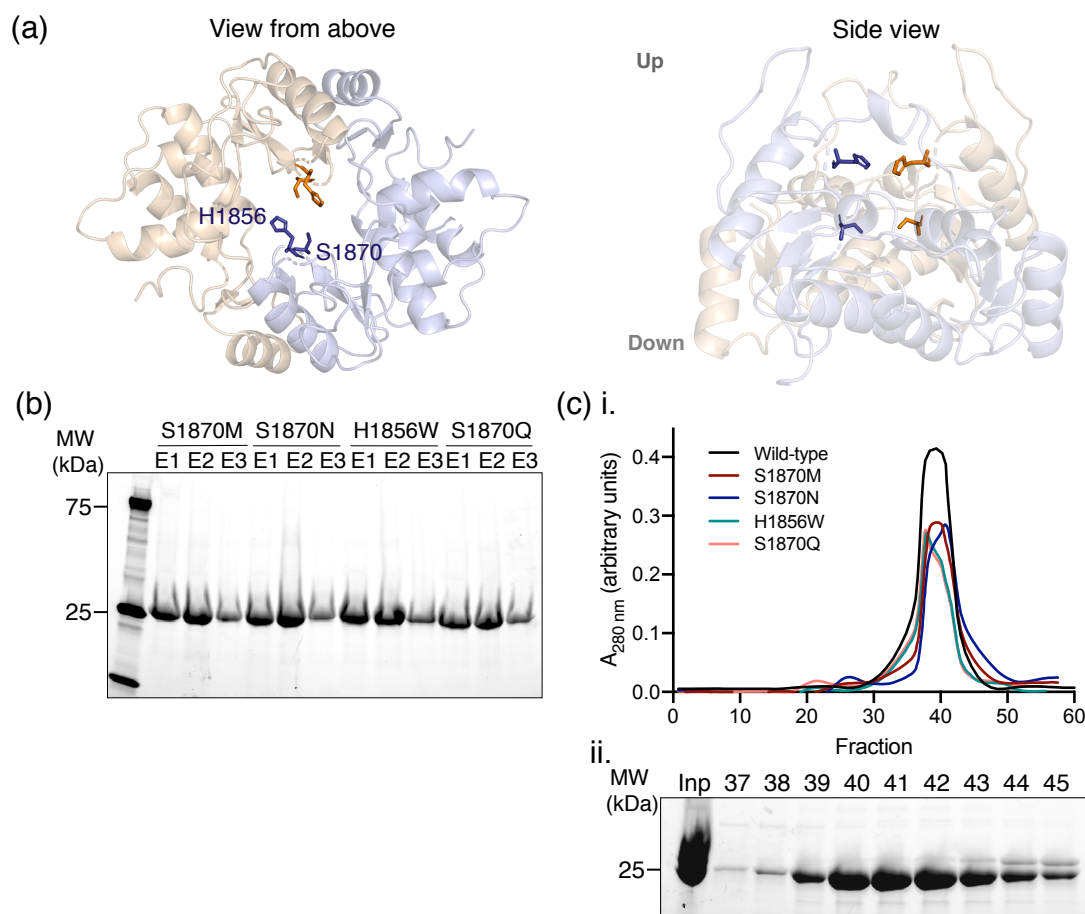 (a)
View from above
Side view
Up
Down
H1856
S1870
(b)
S1870M S1870N H1856W S1870Q
MW
(kDa)
E1 E2 E3 E1 E2 E3 E1 E2 E3 E1 E2 E3
75
25
(c) i.
Wild-type
S1870M
S1870N
H1856W
S1870Q
A280 nm (arbitrary units)
0.4
0.3
0.2
0.1
0.0
0 10 20 30 40 50 60
Fraction
ii.
MW
(kDa)
Inp 37 38 39 40 41 42 43 44 45
25